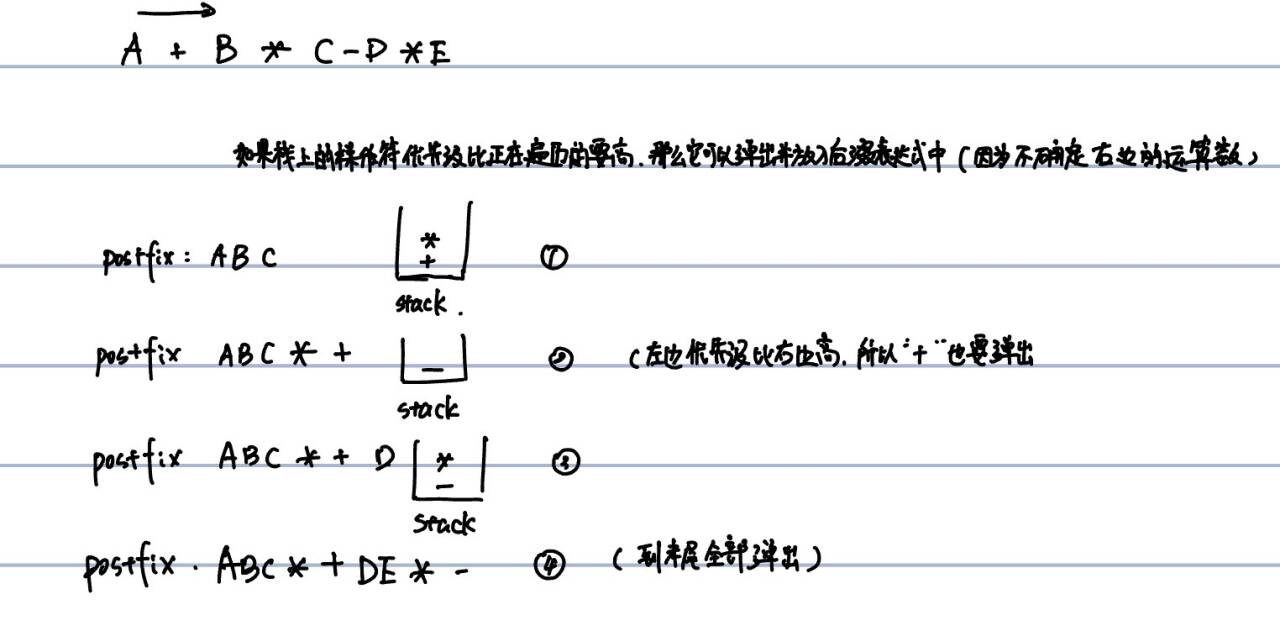 A + B * C - D * E
如果栈上的操作符优先级比正在遍历的要高,那么它可以弹出并放入后缀表达式中(因为不确定右边的运算数)
postfix: ABC * + stack. ①
postfix ABC * + - stack ② (左边优先级比右边高,所以"+"也要弹出
postfix ABC * + D * - stack ③
postfix. ABC * + DE * - ④ (到末尾全部弹出)